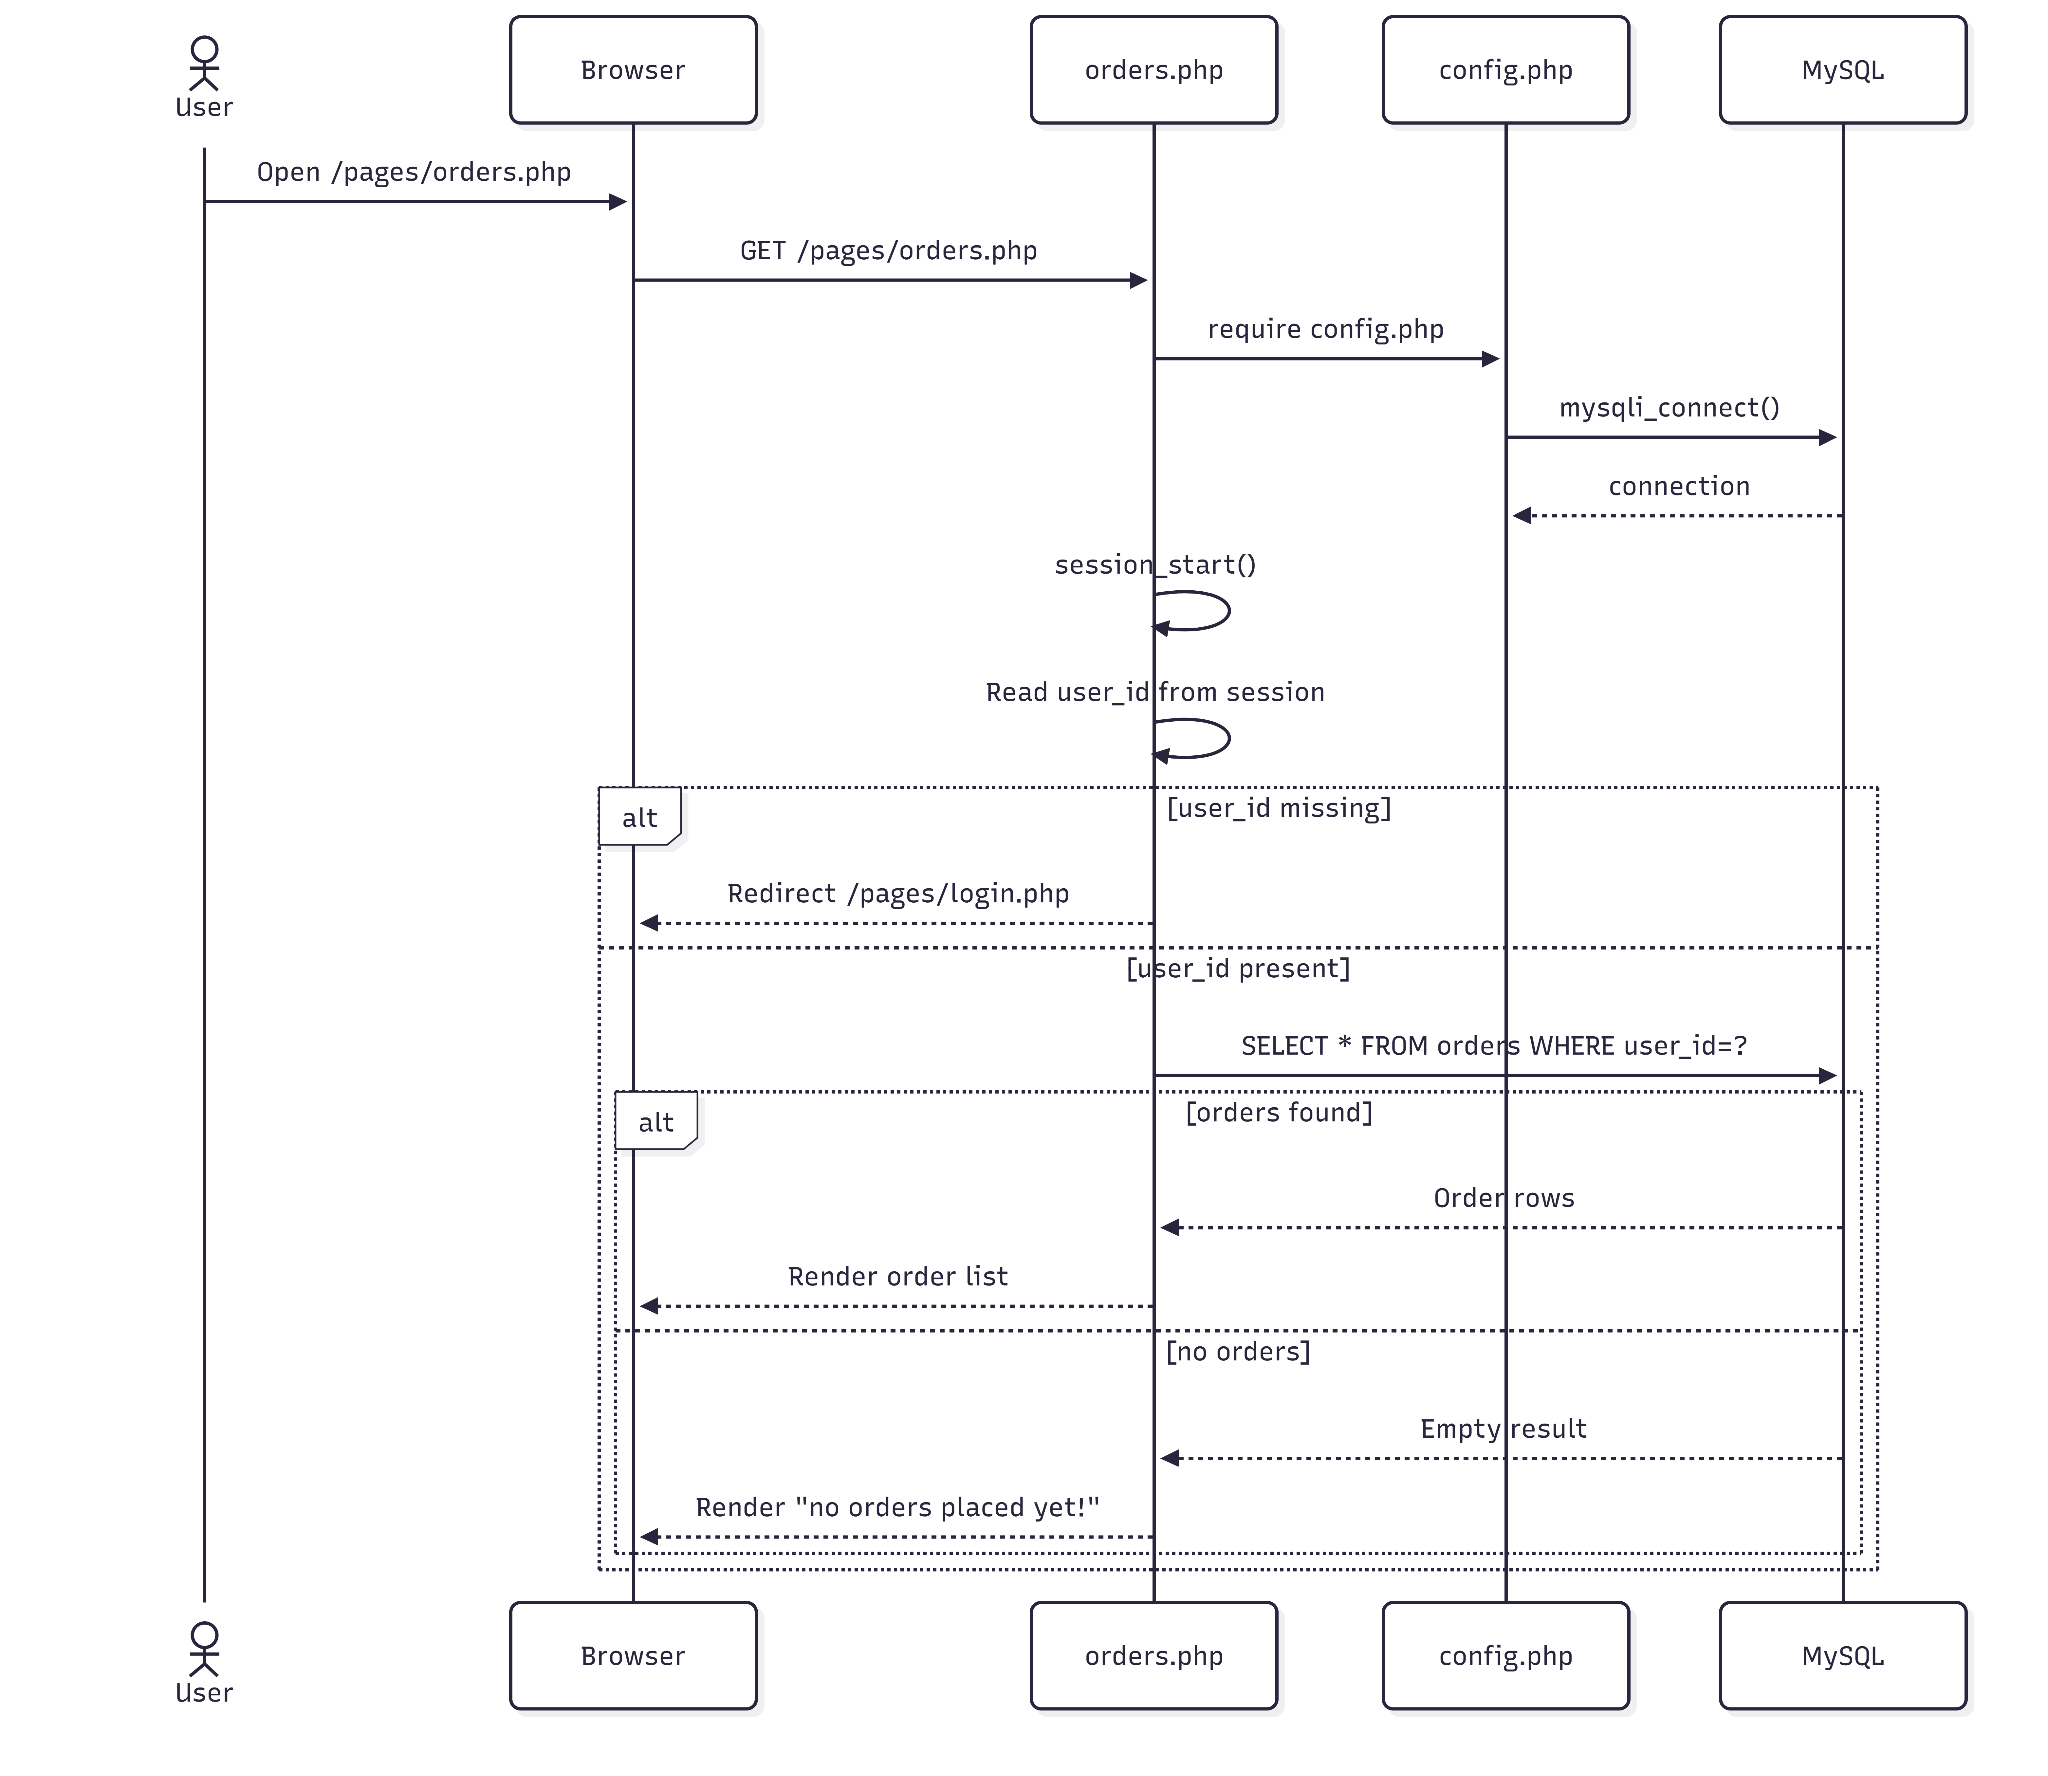 User
Browser
orders.php
config.php
MySQL
Open /pages/orders.php
GET /pages/orders.php
require config.php
mysqli_connect()
connection
session_start()
Read user_id from session
alt
[user_id missing]
Redirect /pages/login.php
[user_id present]
SELECT * FROM orders WHERE user_id=?
alt
[orders found]
Order rows
Render order list
[no orders]
Empty result
Render "no orders placed yet!"
User
Browser
orders.php
config.php
MySQL